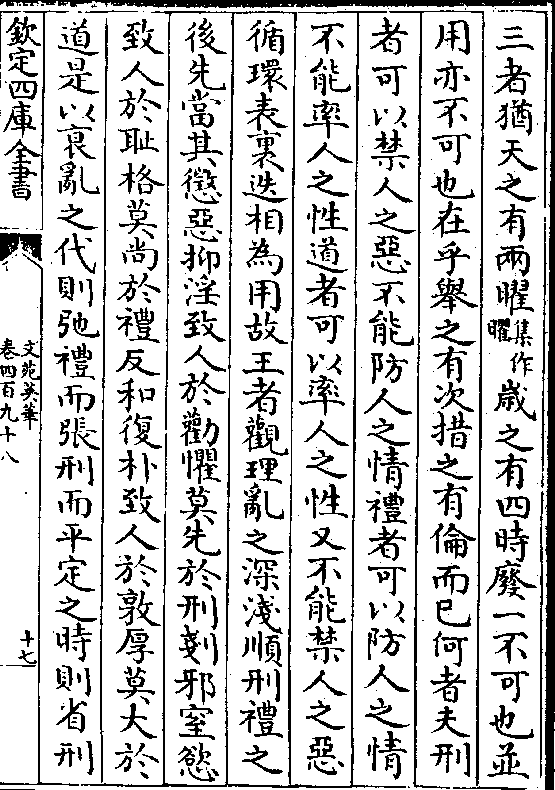 三者猶天之有兩曜集作曜歳之有四時廢一不可也並
用亦不可也在乎舉之有次措之有倫而已何者夫刑
者可以禁人之惡不能防人之情禮者可以防人之情
不能率人之性道者可以率人之性又不能禁人之惡
循環表裏迭相為用故王者觀理亂之深淺順刑禮之
後先當其懲惡抑淫致人於勸懼莫先於刑剗邪窒慾
致人於耻格莫尚於禮反和復朴致人於敦厚莫大於
道是以衰亂之代則弛禮而張刑而平定之時則省刑
欽定四庫全書
文苑英華
卷四百九十八
十七